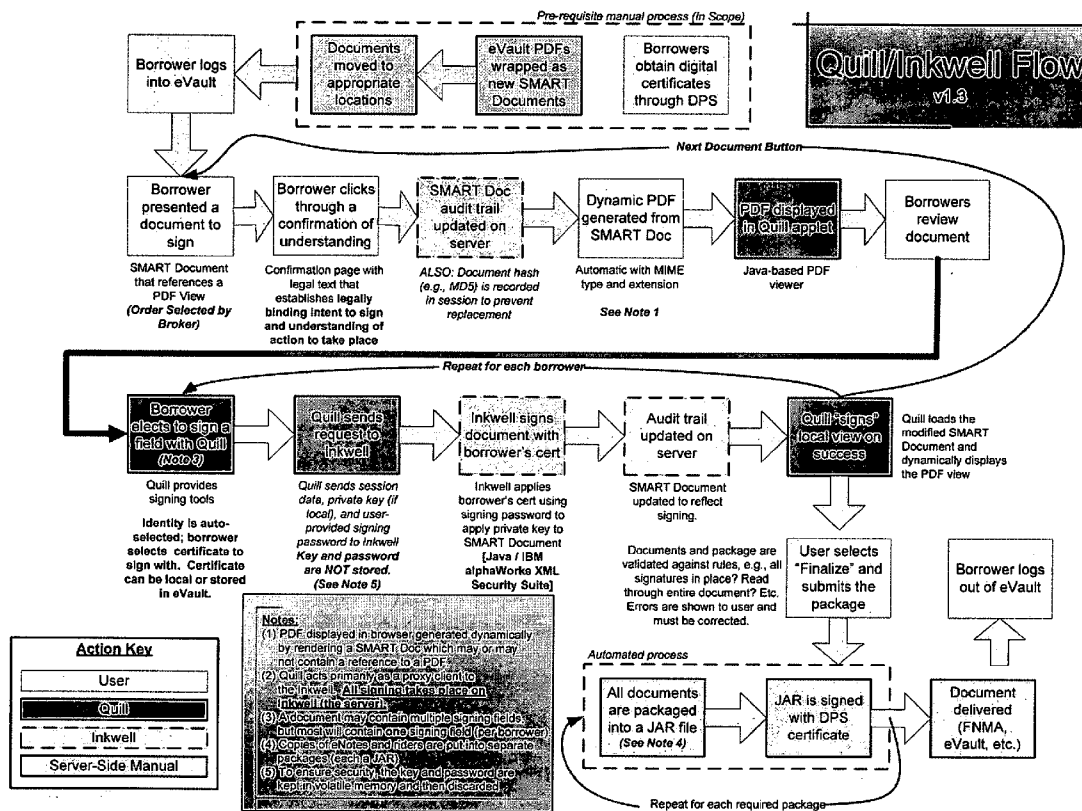 Pre-requisite manual process (In Scope)
Quill/Inkwell Flow
v1.3
Borrower logs
into eVault
Documents
moved to
appropriate
locations
eVault PDFs
wrapped as
new SMART
Documents
Borrowers
obtain digital
certificates
through DPS
Next Document Button
Borrower
presented a
document to
sign
SMART Document
that references a
PDF View
(Order Selected by
Broker)
Borrower clicks
through a
confirmation of
understanding
Confirmation page with
legal text that
establishes legally
binding intent to sign
and understanding of
action to take place
SMART Doc
audit trail
updated on
server
ALSO: Document hash
(e.g., MD5) is recorded
in session to prevent
replacement
Dynamic PDF
generated from
SMART Doc
Automatic with MIME
type and extension
See Note 1
PDF displayed
in Quill applet
Java-based PDF
viewer
Borrowers
review
document
Repeat for each borrower
Borrower
elects to sign a
field with Quill
(Note 3)
Quill provides
signing tools
Identity is auto-
selected; borrower
selects certificate to
sign with. Certificate
can be local or stored
in eVault.
Quill sends
request to
Inkwell
Quill sends session
data, private key (if
local), and user-
provided signing
password to Inkwell
Key and password
are NOT stored.
(See Note 5)
Inkwell signs
document with
borrower's cert
Inkwell applies
borrower's cert using
signing password to
apply private key to
SMART Document
[Java / IBM
alphaWorks XML
Security Suite]
Audit trail
updated on
server
SMART Document
updated to reflect
signing.
Quill "signs"
local view on
success
Quill loads the
modified SMART
Document and
dynamically displays
the PDF view
Documents and package are
validated against rules, e.g., all
signatures in place? Read
through entire document? Etc.
Errors are shown to user and
must be corrected.
User selects
"Finalize" and
submits the
package
Borrower logs
out of eVault
Notes:
(1) PDF displayed in browser generated dynamically
by rendering a SMART Doc which may or may
not contain a reference to a PDF
(2) Quill acts primarily as a proxy client to
the Inkwell. All signing takes place on
Inkwell (the server).
(3) A document may contain multiple signing fields
but most will contain one signing field (per borrower)
(4) Copies of eNotes and riders are put into separate
packages (each a JAR)
(5) To ensure security, the key and password are
kept in volatile memory and then discarded
Action Key
User
Quill
Inkwell
Server-Side Manual
Automated process
All documents
are packaged
into a JAR file
(See Note 4)
JAR is signed
with DPS
certificate
Document
delivered
(FNMA,
eVault, etc.)
Repeat for each required package